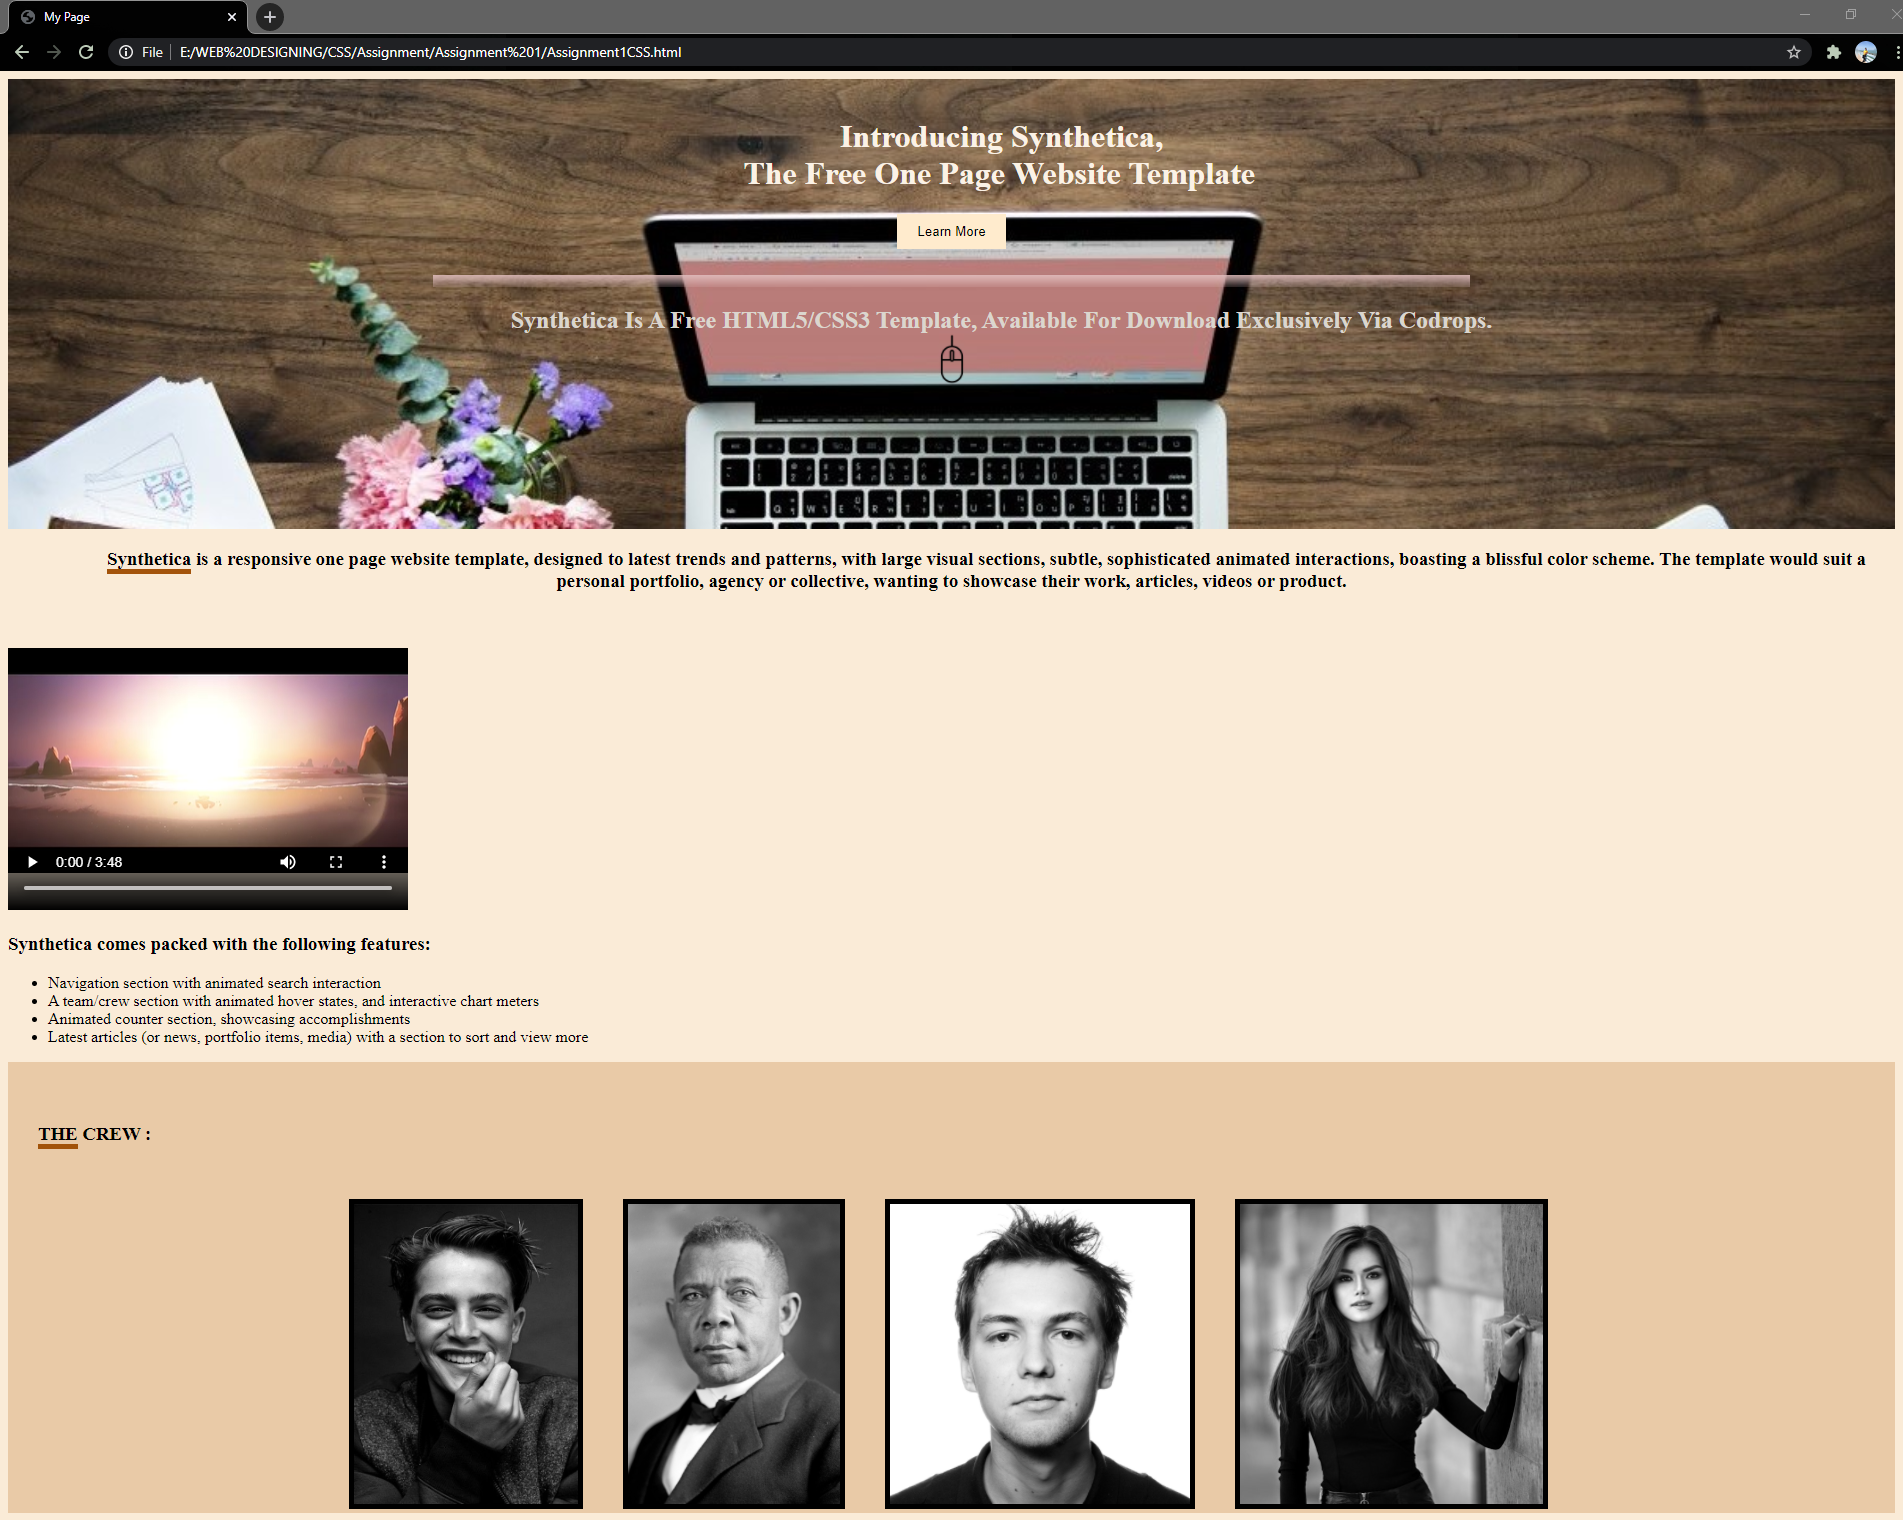 My Page
File
E:/WEB%20DESIGNING/CSS/Assignment/Assignment%201/Assignment1CSS.html
Introducing Synthetica,
The Free One Page Website Template
Learn More
Synthetica Is A Free HTML5/CSS3 Template, Available For Download Exclusively Via Codrops.
Synthetica is a responsive one page website template, designed to latest trends and patterns, with large visual sections, subtle, sophisticated animated interactions, boasting a blissful color scheme. The template would suit a
personal portfolio, agency or collective, wanting to showcase their work, articles, videos or product.
0:00 / 3:48
Synthetica comes packed with the following features:
• Navigation section with animated search interaction
• A team/crew section with animated hover states, and interactive chart meters
• Animated counter section, showcasing accomplishments
• Latest articles (or news, portfolio items, media) with a section to sort and view more
THE CREW :